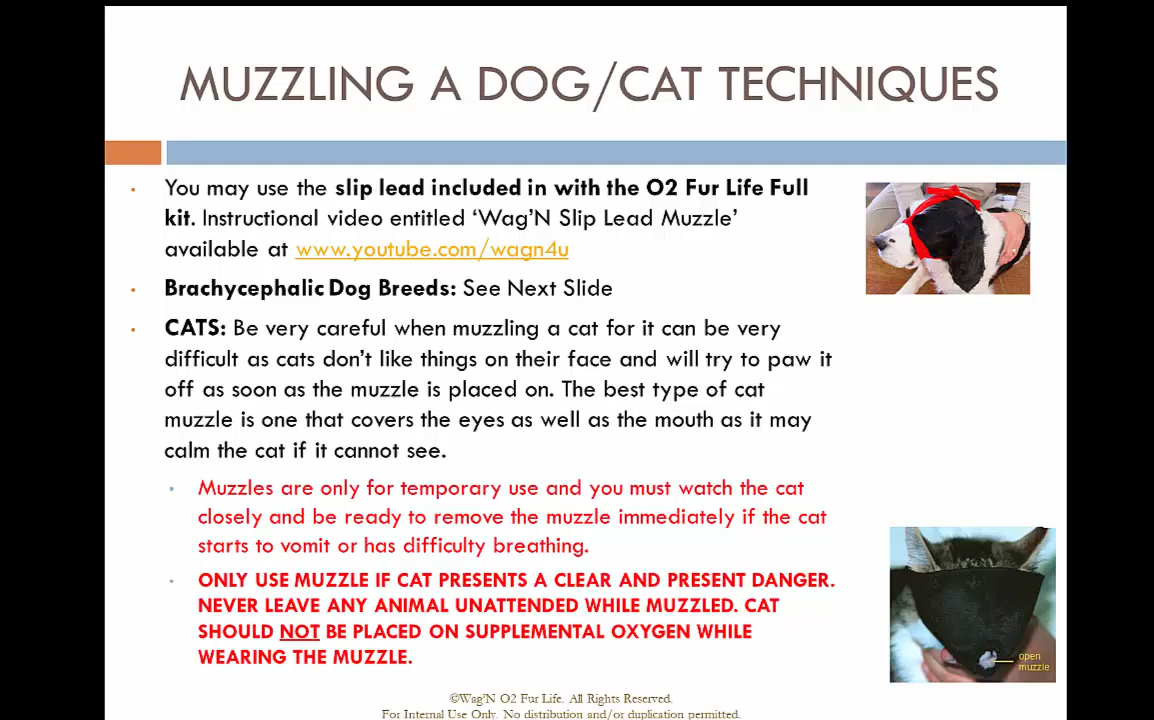 MUZZLING A DOG/CAT TECHNIQUES
• You may use the slip lead included in with the O2 Fur Life Full
kit. Instructional video entitled ‘Wag’N Slip Lead Muzzle’
available at www.youtube.com/wagn4u
• Brachycephalic Dog Breeds: See Next Slide
• CATS: Be very careful when muzzling a cat for it can be very
difficult as cats don’t like things on their face and will try to paw it
off as soon as the muzzle is placed on. The best type of cat
muzzle is one that covers the eyes as well as the mouth as it may
calm the cat if it cannot see.
• Muzzles are only for temporary use and you must watch the cat
closely and be ready to remove the muzzle immediately if the cat
starts to vomit or has difficulty breathing.
• ONLY USE MUZZLE IF CAT PRESENTS A CLEAR AND PRESENT DANGER.
NEVER LEAVE ANY ANIMAL UNATTENDED WHILE MUZZLED. CAT
SHOULD NOT BE PLACED ON SUPPLEMENTAL OXYGEN WHILE
WEARING THE MUZZLE.
open
muzzle
©Wag’N O2 Fur Life. All Rights Reserved.
For Internal Use Only. No distribution and/or duplication permitted.